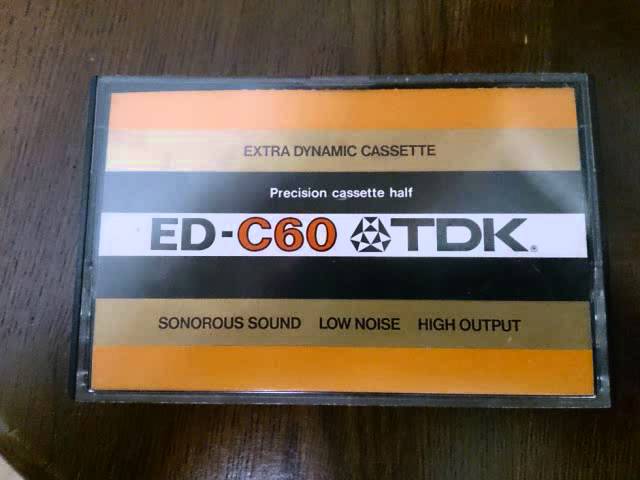 EXTRA DYNAMIC CASSETTE
Precision cassette half
ED-C60 TDK®
SONOROUS SOUND LOW NOISE HIGH OUTPUT